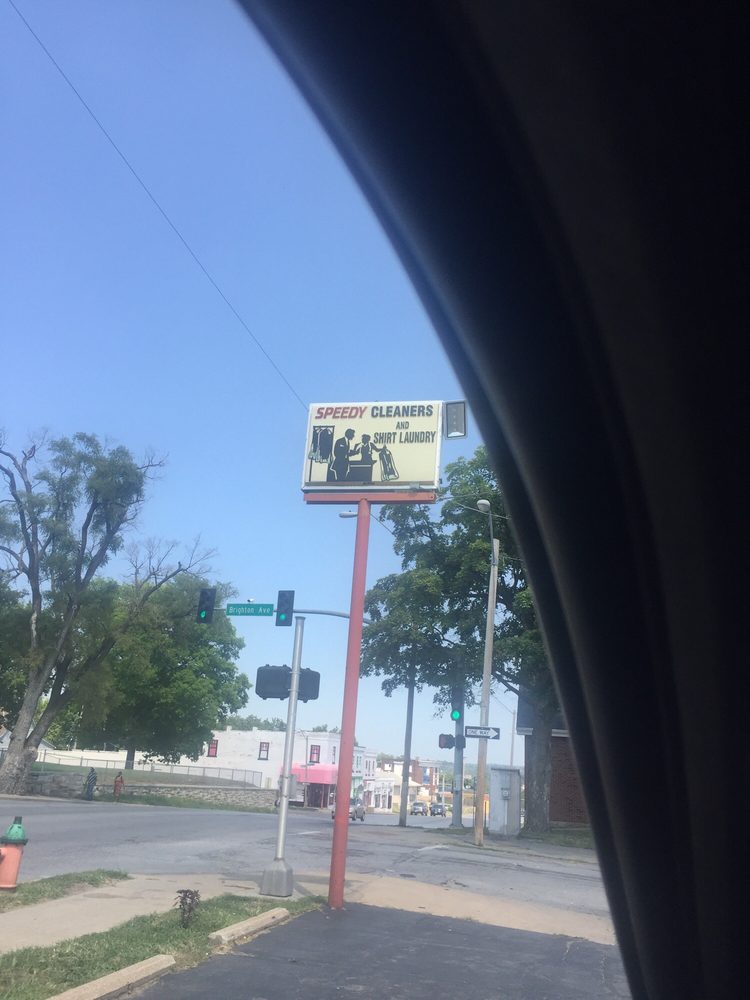 SPEEDY CLEANERS
AND
SHIRT LAUNDRY
Brighton Ave
ONE WAY